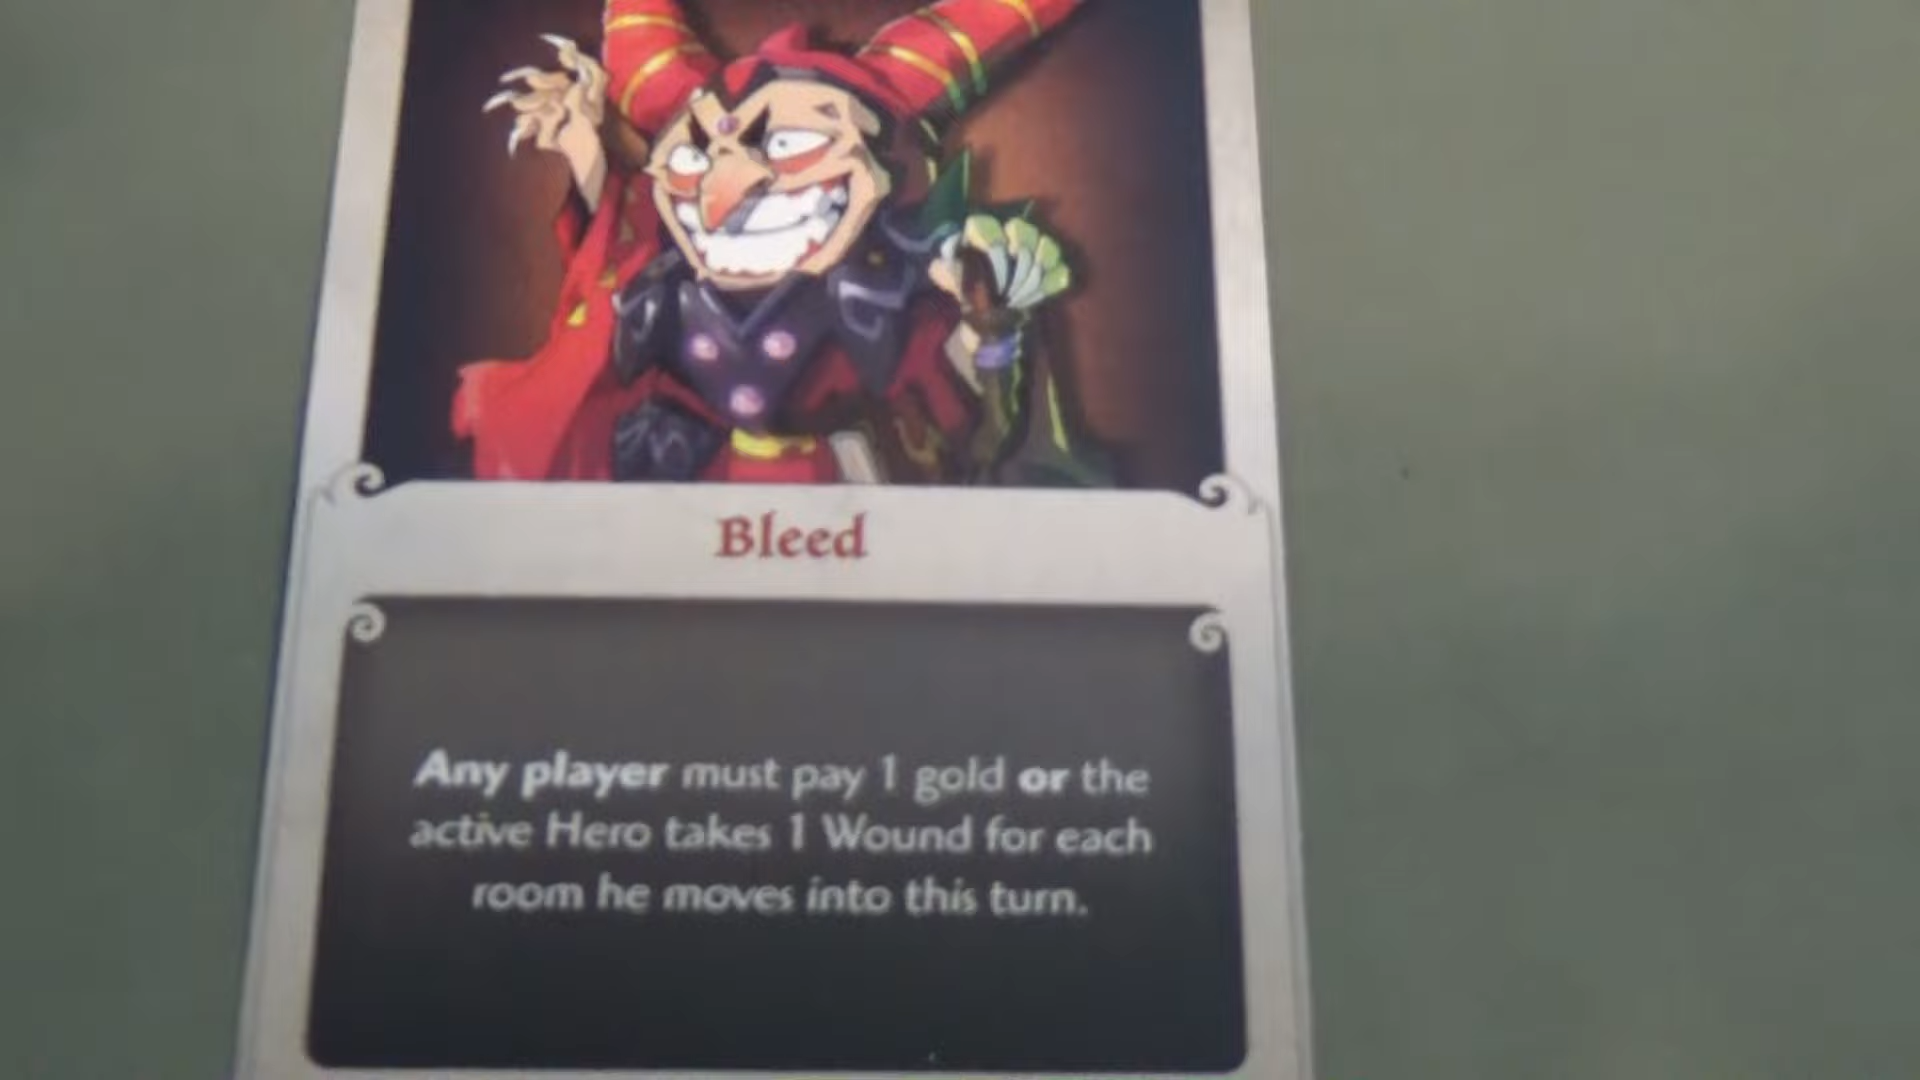 Bleed
Any player must pay 1 gold or the
active Hero takes 1 Wound for each
room he moves into this turn.